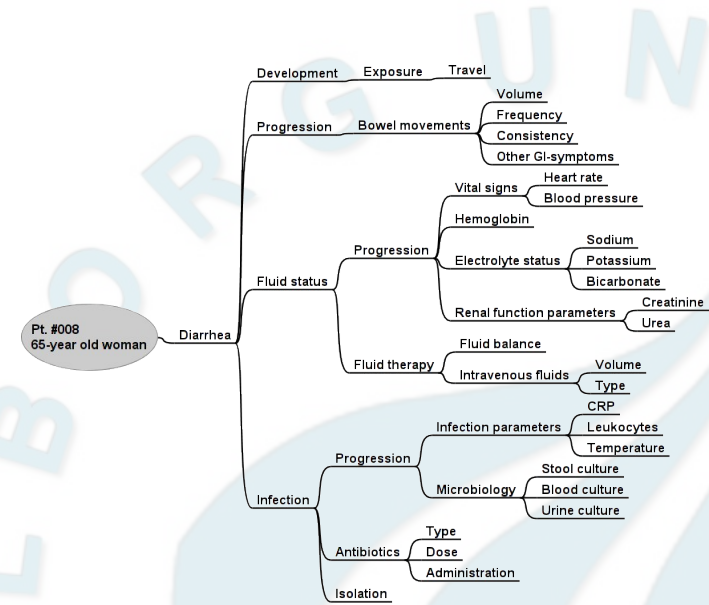 Pt. #008
65-year old woman
Diarrhea
Development
Exposure
Travel
Progression
Bowel movements
Volume
Frequency
Consistency
Other GI-symptoms
Fluid status
Progression
Vital signs
Heart rate
Blood pressure
Hemoglobin
Electrolyte status
Sodium
Potassium
Bicarbonate
Renal function parameters
Creatinine
Urea
Fluid therapy
Fluid balance
Intravenous fluids
Volume
Type
Infection
Progression
Infection parameters
CRP
Leukocytes
Temperature
Microbiology
Stool culture
Blood culture
Urine culture
Antibiotics
Type
Dose
Administration
Isolation